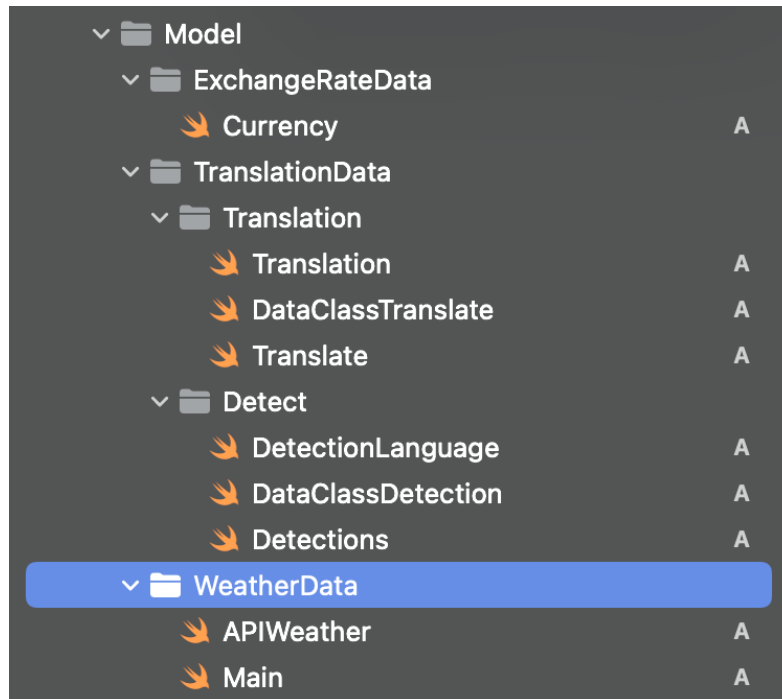 Model
ExchangeRateData
Currency A
TranslationData
Translation
Translation A
DataClassTranslate A
Translate A
Detect
DetectionLanguage A
DataClassDetection A
Detections A
WeatherData
APIWeather A
Main A